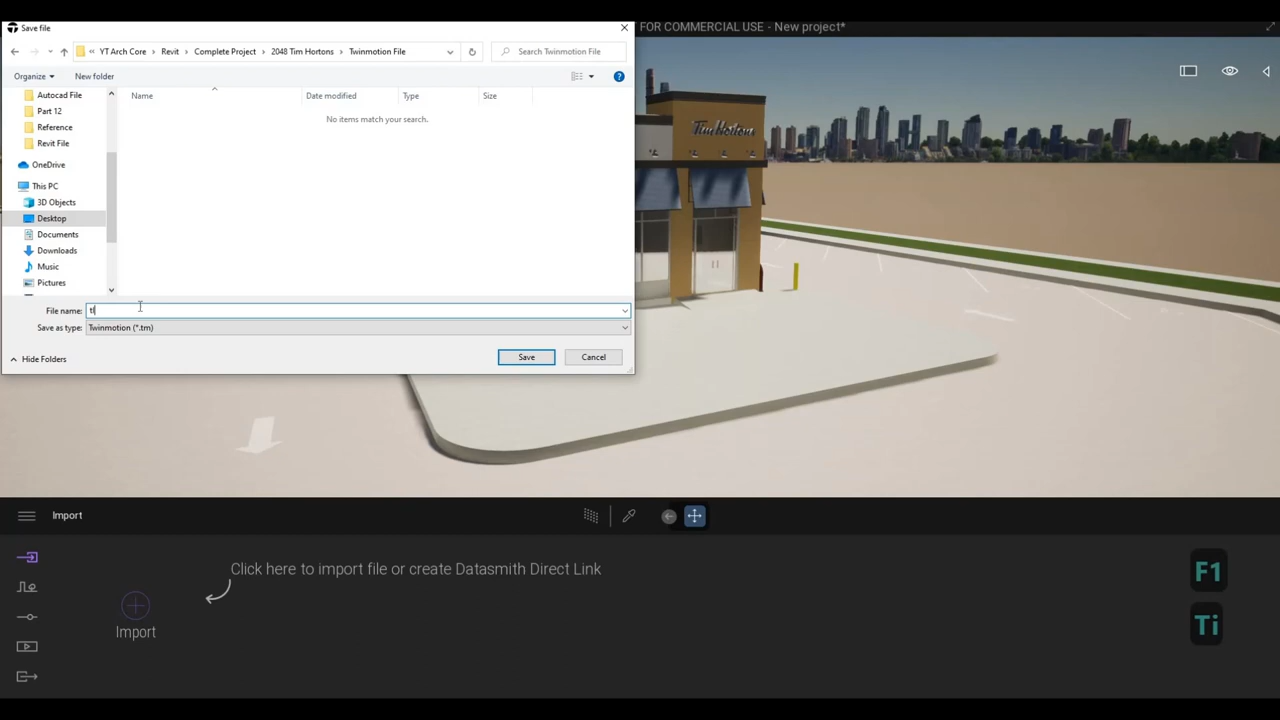 Save file
FOR COMMERCIAL USE - New project*
« YT Arch Core › Revit › Complete Project › 2048 Tim Hortons › Twinmotion File
Search Twinmotion File
Organize
New folder
Autocad File
Part 12
Reference
Revit File
OneDrive
This PC
3D Objects
Desktop
Documents
Downloads
Music
Pictures
Name
Date modified
Type
Size
No items match your search.
Tim Hortons
File name:
Save as type: Twinmotion (*.tm)
Hide Folders
Save
Cancel
Import
Click here to import file or create Datasmith Direct Link
Import
F1
Ti